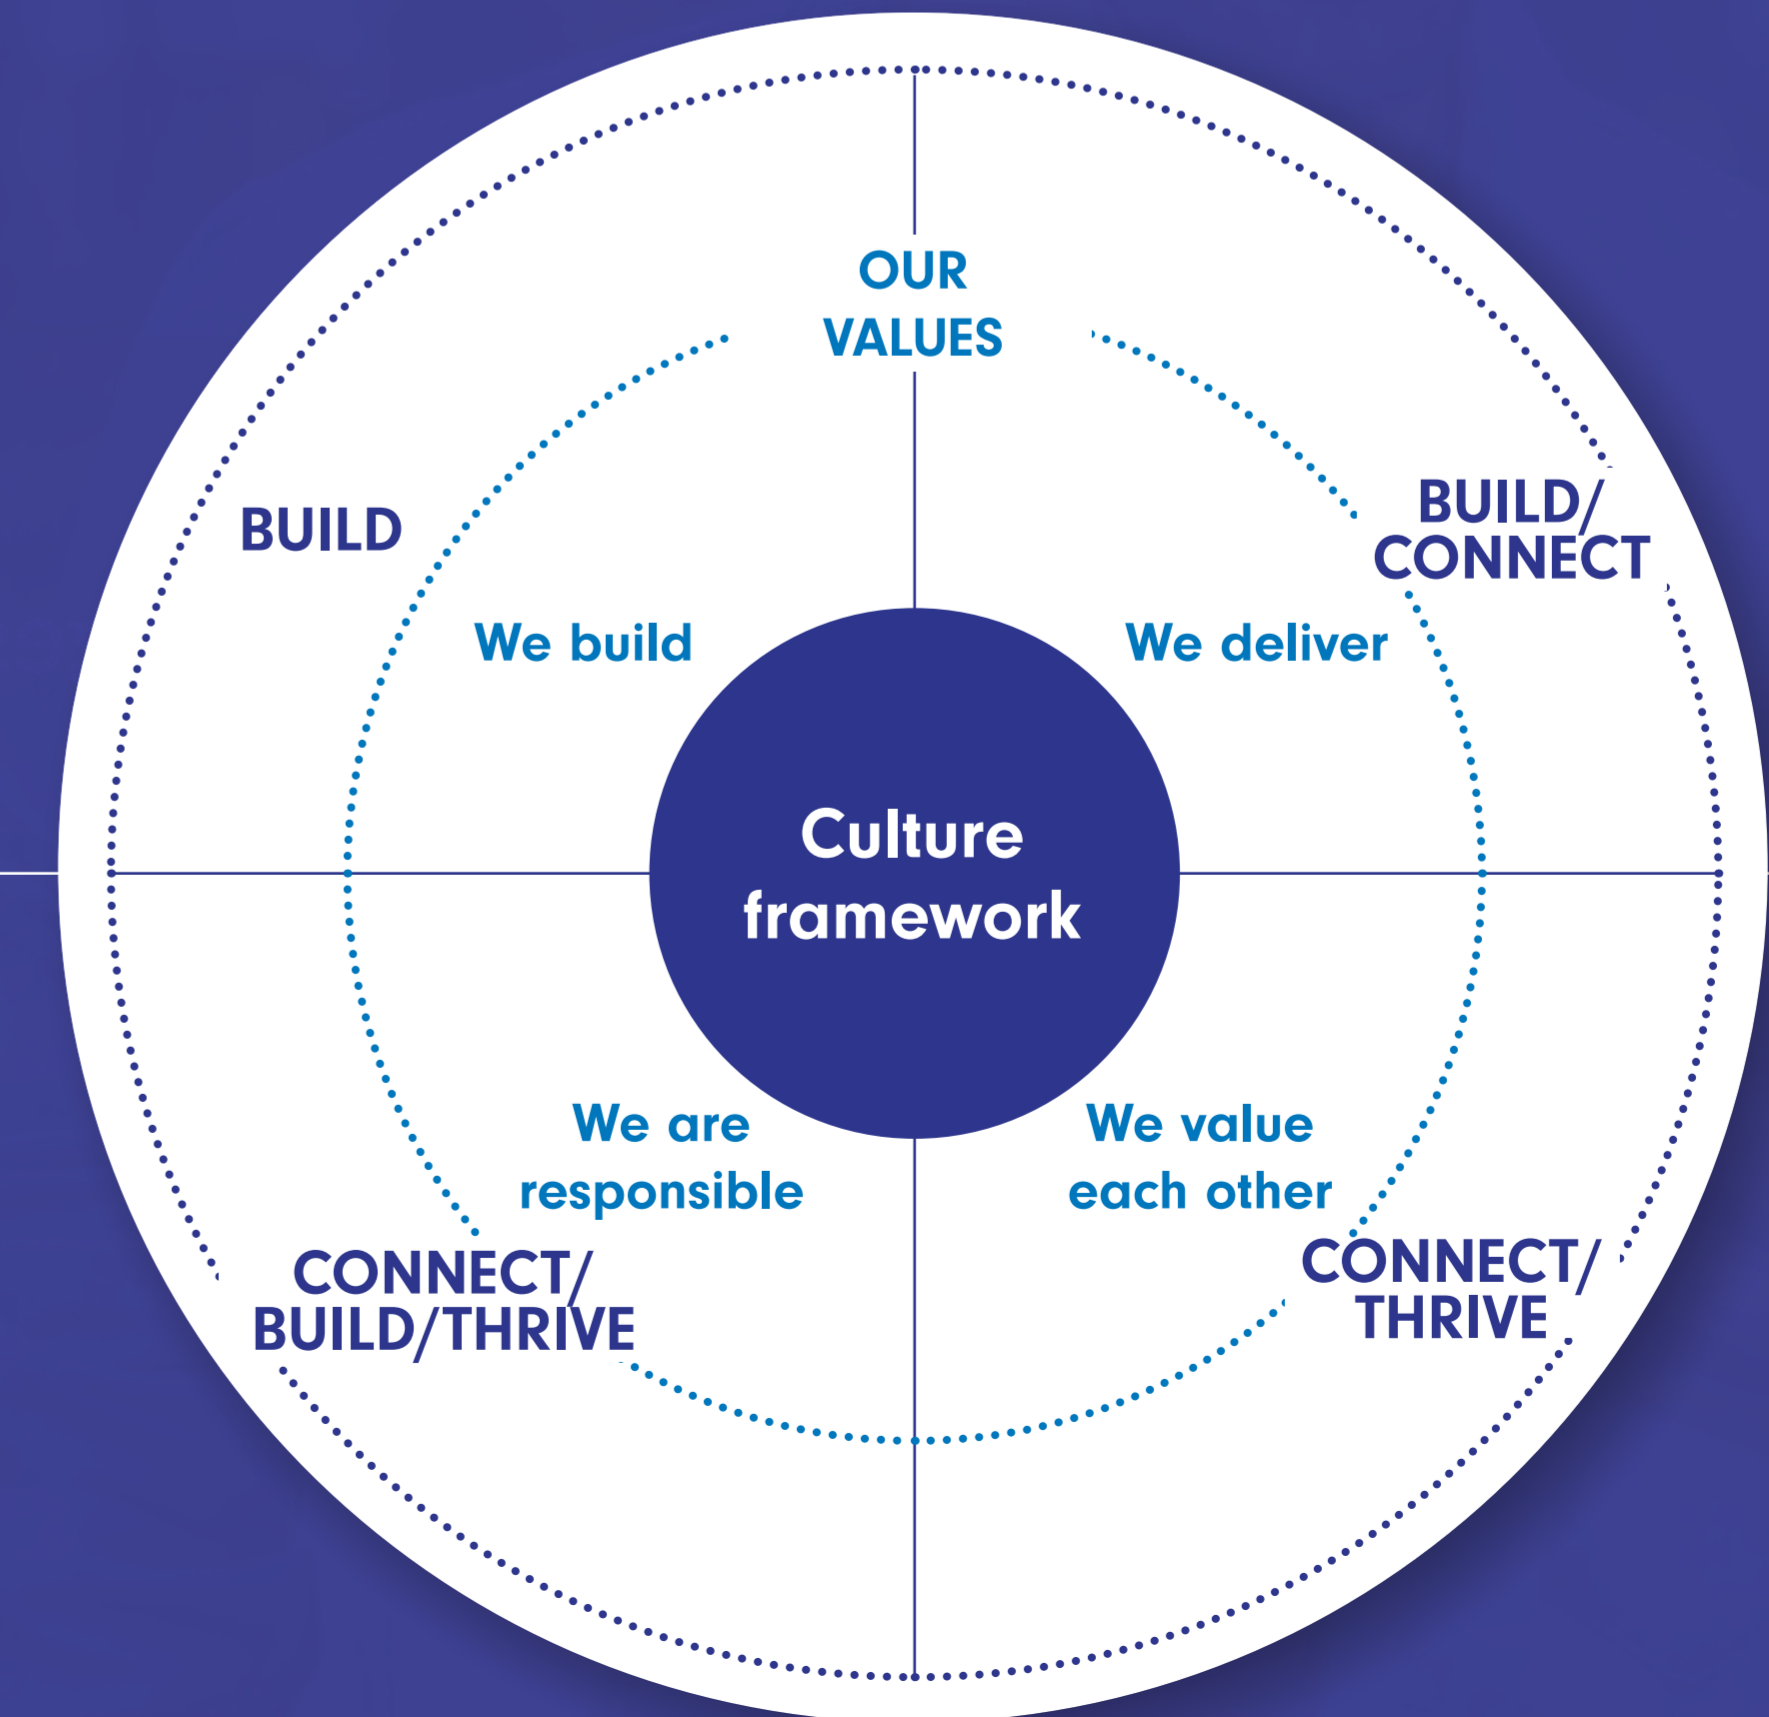 OUR
VALUES
BUILD
BUILD/
CONNECT
We build
We deliver
Culture
framework
We are
responsible
We value
each other
CONNECT/
BUILD/THRIVE
CONNECT/
THRIVE